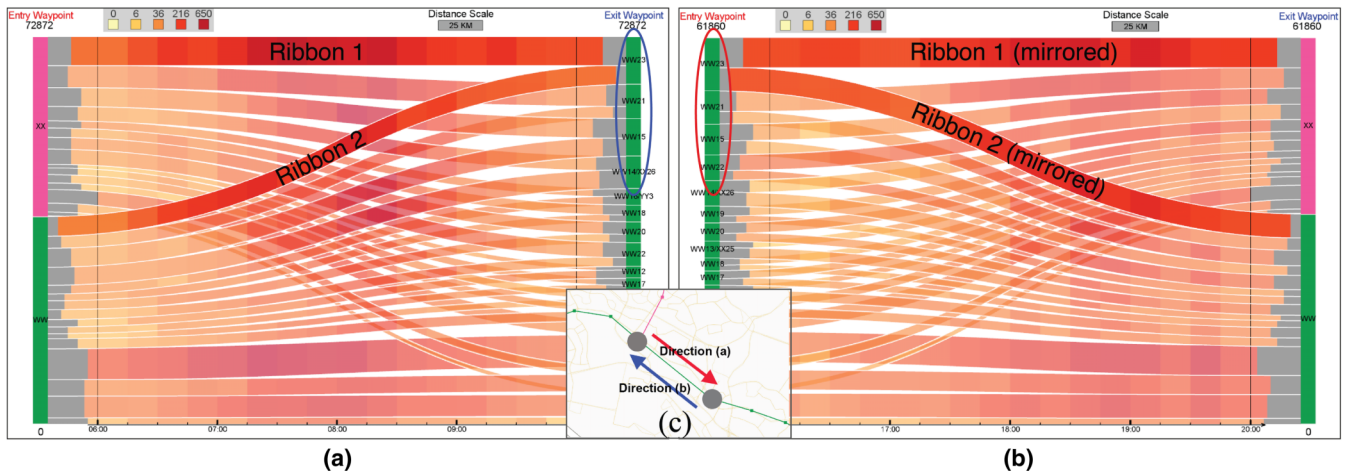 Entry Waypoint
72872
0 6 36 216 650
Distance Scale
25 KM
Exit Waypoint
72872
Ribbon 1
Ribbon 2
XX
WW
0
WW23
WW21
WW15
WW14/XX26
WW16/YY3
WW18
WW20
WW22
WW12
WW17
06:00
07:00
08:00
09:00
(a)
Entry Waypoint
61860
0 6 36 216 650
Distance Scale
25 KM
Exit Waypoint
61860
Ribbon 1 (mirrored)
Ribbon 2 (mirrored)
WW23
WW21
WW15
WW22
WW19
WW20
WW13/XX25
WW18
WW17
XX
WW
0
17:00
18:00
19:00
20:00
(b)
Direction (a)
Direction (b)
(c)